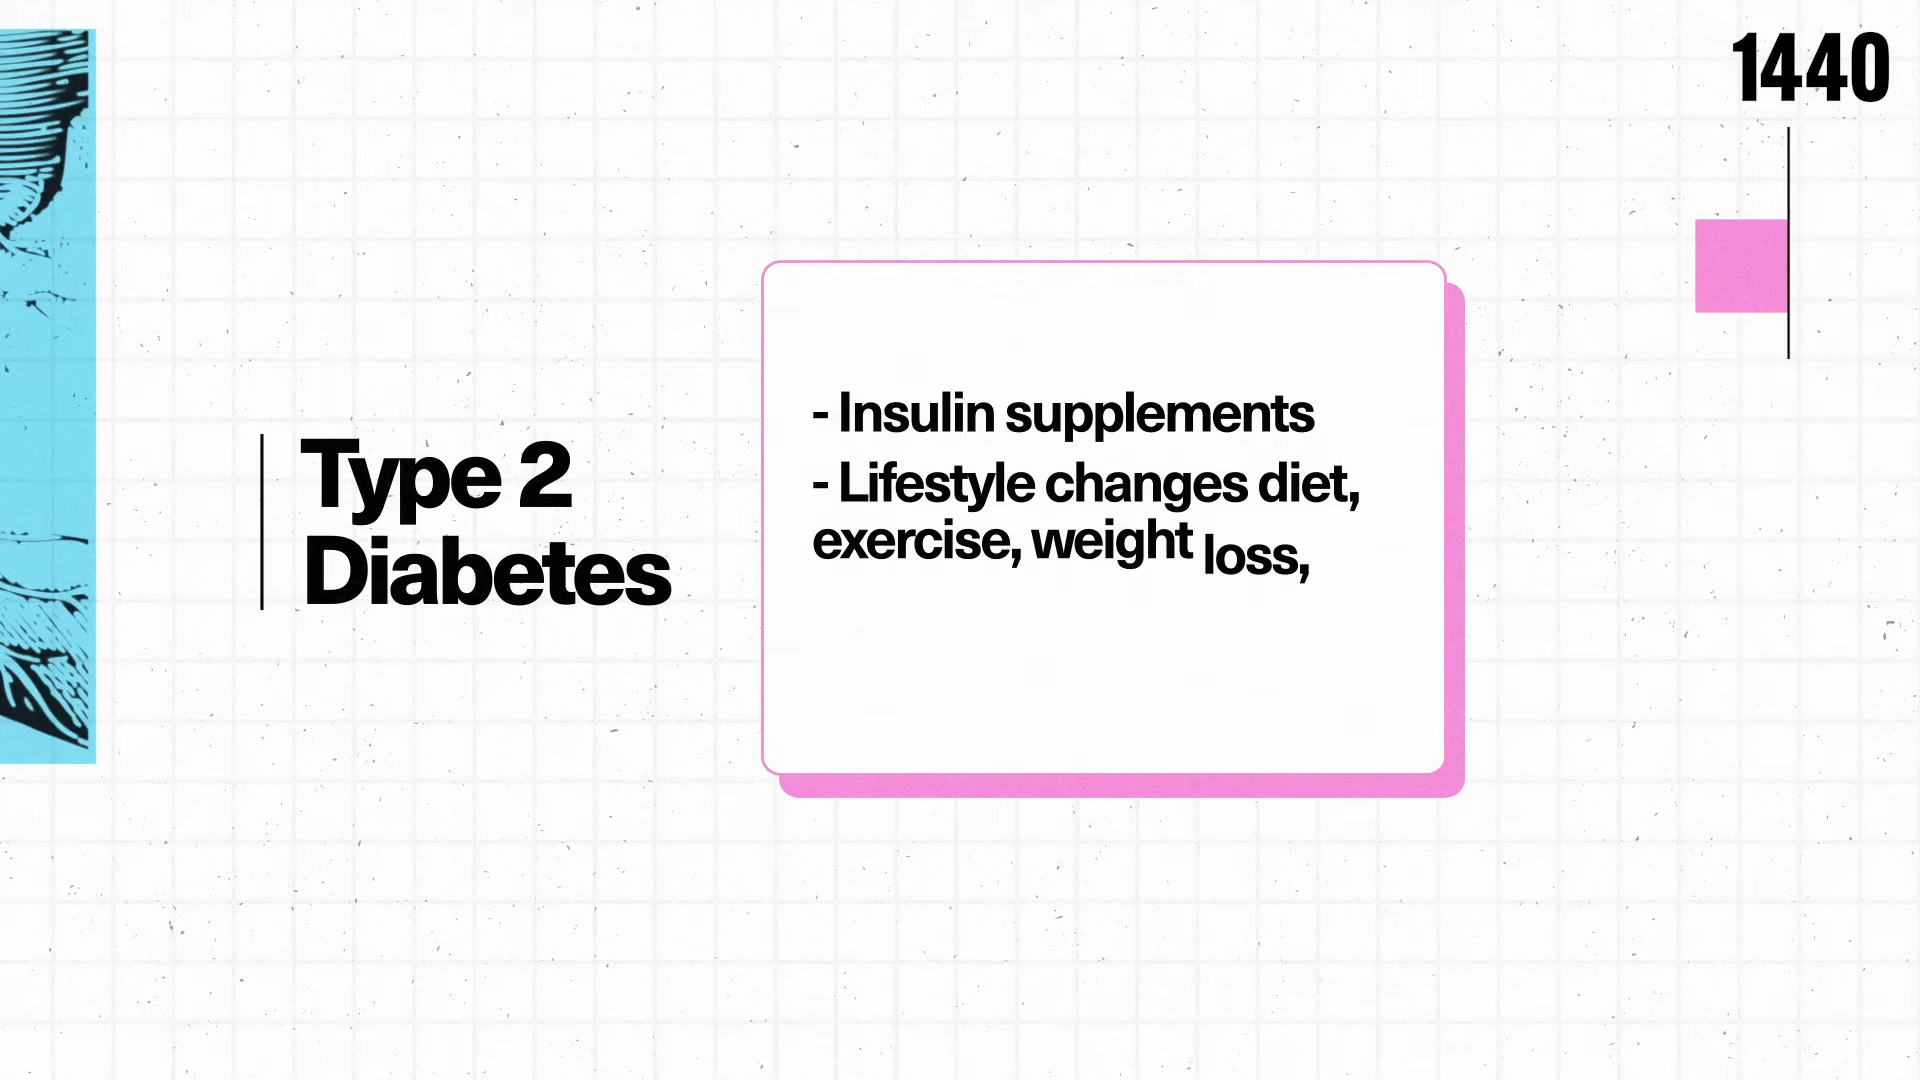 1440
Type 2
Diabetes
- Insulin supplements
- Lifestyle changes diet,
exercise, weight loss,